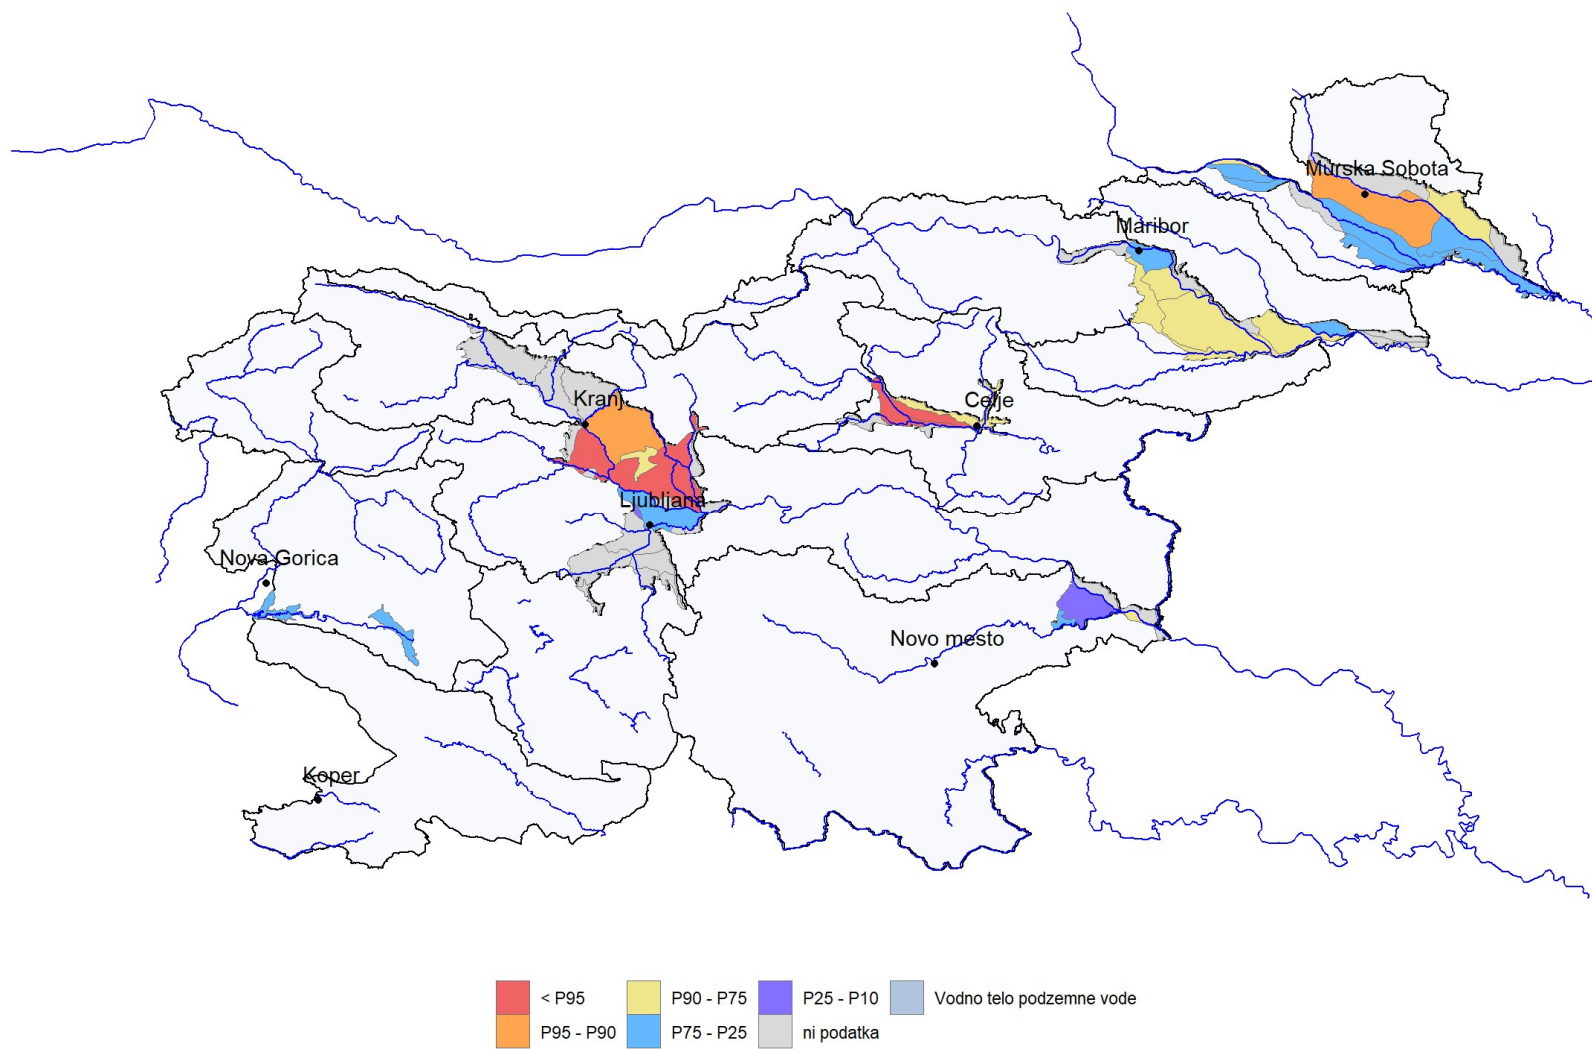 Murska Sobota
Maribor
Kranj
Celje
Ljubljana
Nova Gorica
Novo mesto
Koper
< P95
P90 - P75
P25 - P10
Vodno telo podzemne vode
P95 - P90
P75 - P25
ni podatka